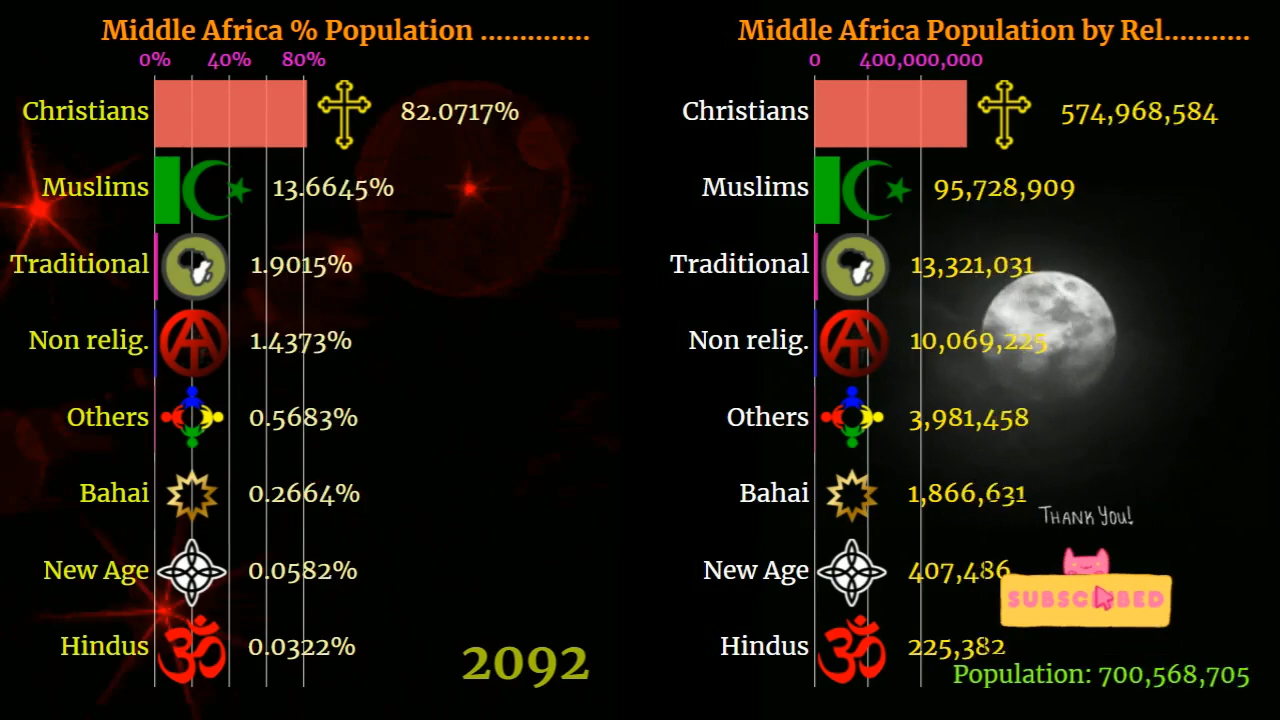 Middle Africa % Population ..............
0% 40% 80%
Christians 82.0717%
Muslims 13.6645%
Traditional 1.9015%
Non relig. 1.4373%
Others 0.5683%
Bahai 0.2664%
New Age 0.0582%
Hindus 0.0322%
2092
Middle Africa Population by Rel...........
0 400,000,000
Christians 574,968,584
Muslims 95,728,909
Traditional 13,321,031
Non relig. 10,069,225
Others 3,981,458
Bahai 1,866,631
THANK YOU!
New Age 407,486
SUBSCRIBED
Hindus 225,382
Population: 700,568,705